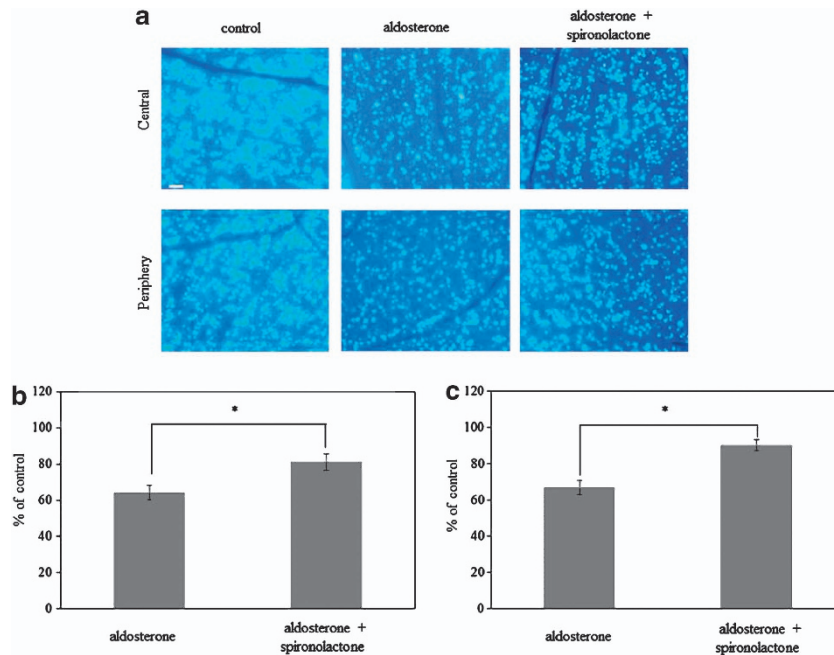 a
control
aldosterone
aldosterone +
spironolactone
Central
Periphery
b
120
100
80
60
40
20
0
% of control
*
aldosterone
aldosterone +
spironolactone
c
120
100
80
60
40
20
0
% of control
*
aldosterone
aldosterone +
spironolactone